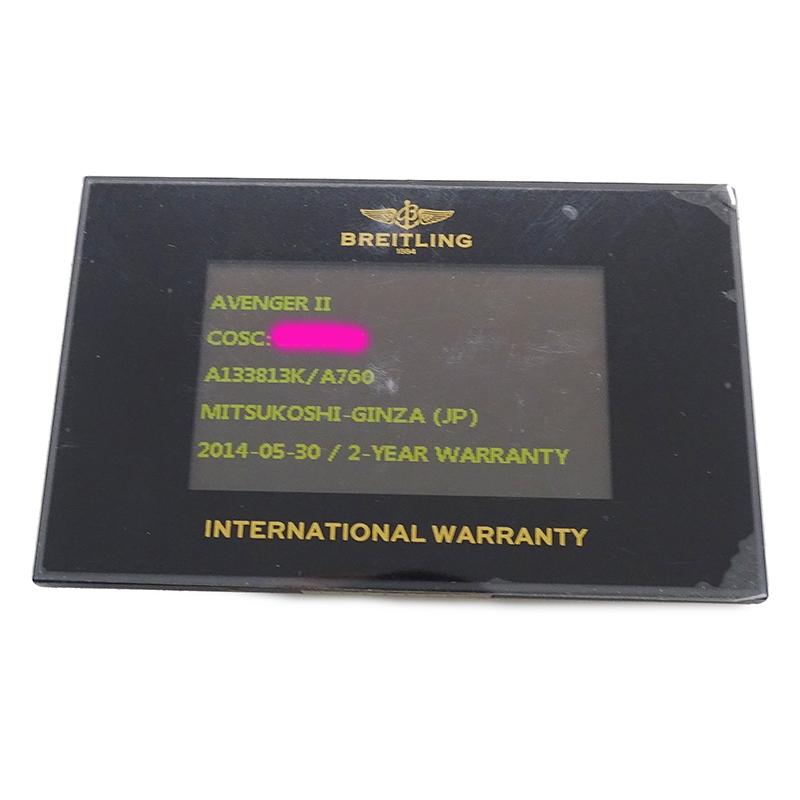 BREITLING
1884
AVENGER II
COSC:
A133813K/A760
MITSUKOSHI-GINZA (JP)
2014-05-30 / 2-YEAR WARRANTY
INTERNATIONAL WARRANTY